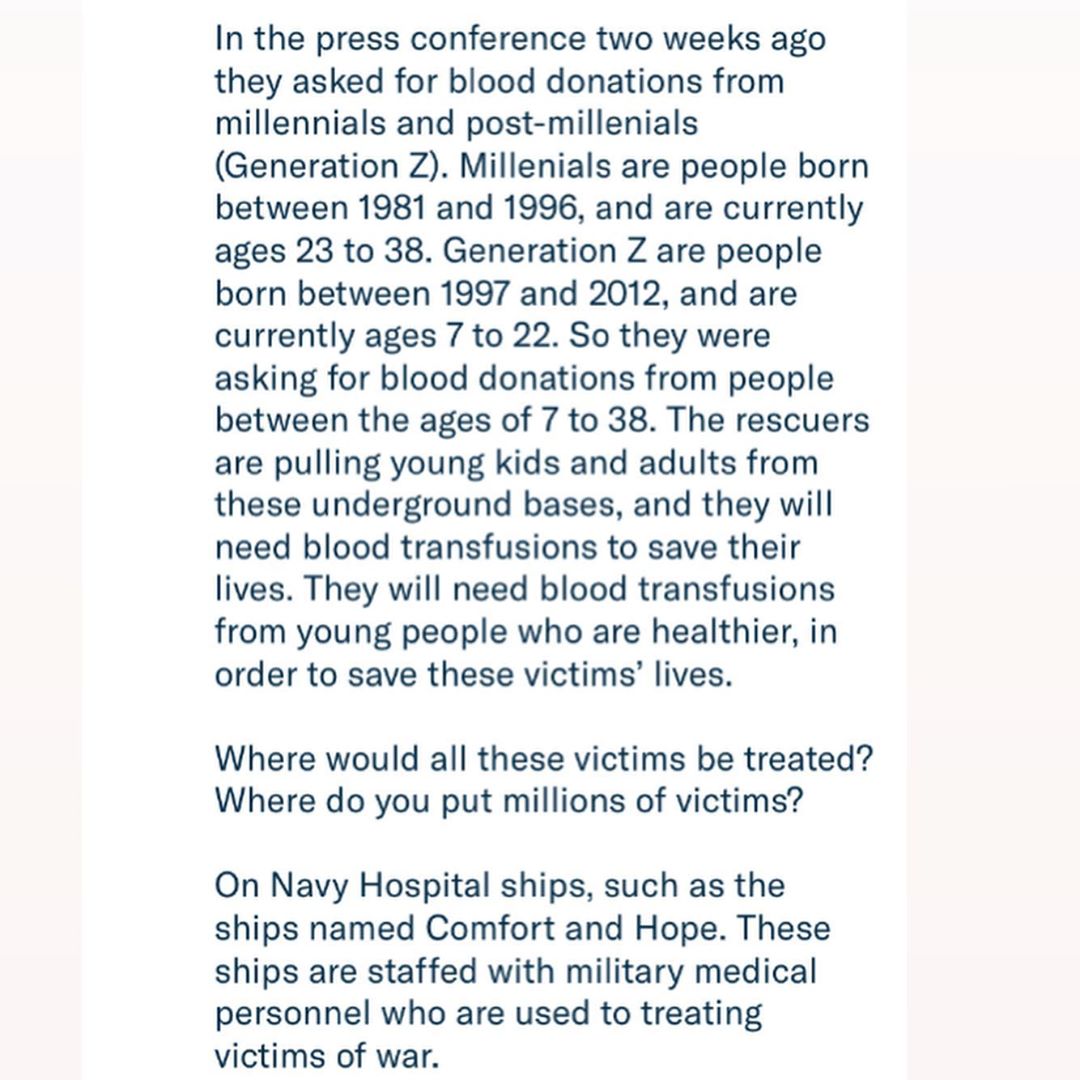 In the press conference two weeks ago
they asked for blood donations from
millennials and post-millenials
(Generation Z). Millenials are people born
between 1981 and 1996, and are currently
ages 23 to 38. Generation Z are people
born between 1997 and 2012, and are
currently ages 7 to 22. So they were
asking for blood donations from people
between the ages of 7 to 38. The rescuers
are pulling young kids and adults from
these underground bases, and they will
need blood transfusions to save their
lives. They will need blood transfusions
from young people who are healthier, in
order to save these victims’ lives.
Where would all these victims be treated?
Where do you put millions of victims?
On Navy Hospital ships, such as the
ships named Comfort and Hope. These
ships are staffed with military medical
personnel who are used to treating
victims of war.